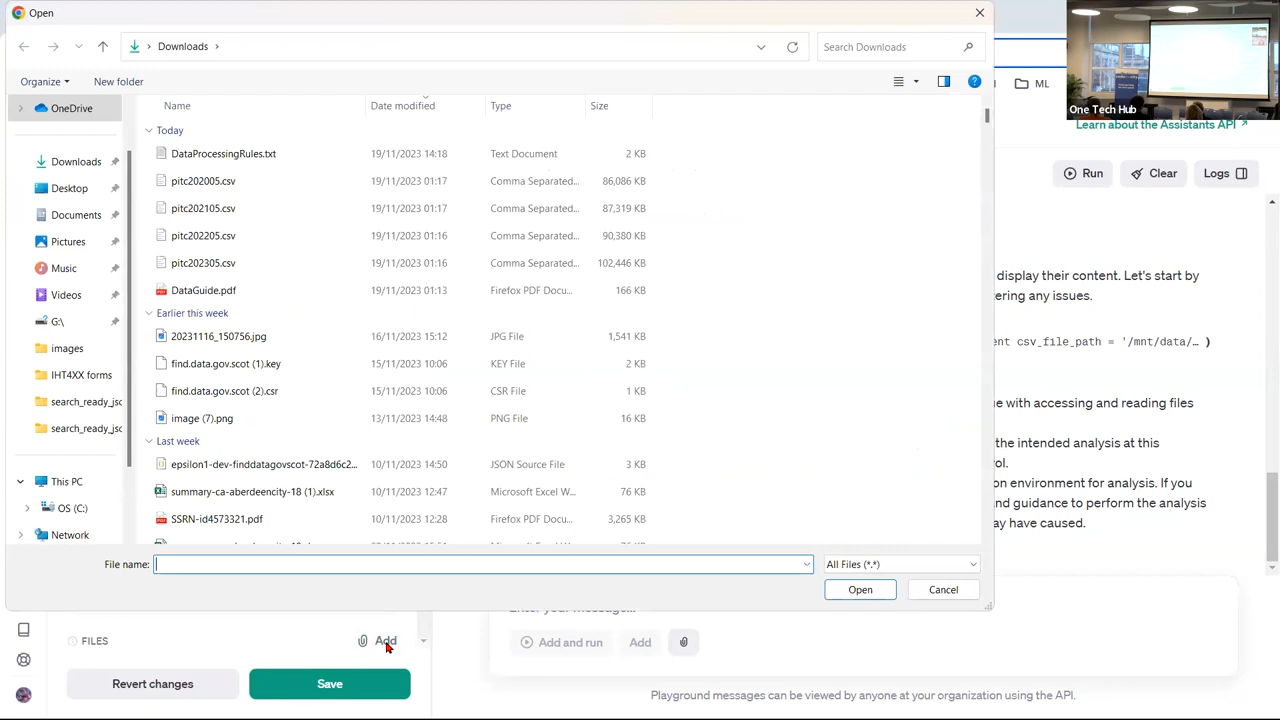 Open
Downloads
Search Downloads
Organize
New folder
Name
Date modified
Type
Size
OneDrive
Downloads
Desktop
Documents
Pictures
Music
Videos
G:\
images
IHT4XX forms
search_ready_jsc
search_ready_jsc
This PC
OS (C:)
Network
Today
DataProcessingRules.txt 19/11/2023 14:18 Text Document 2 KB
pitc202005.csv 19/11/2023 01:17 Comma Separated... 86,086 KB
pitc202105.csv 19/11/2023 01:17 Comma Separated... 87,319 KB
pitc202205.csv 19/11/2023 01:16 Comma Separated... 90,380 KB
pitc202305.csv 19/11/2023 01:16 Comma Separated... 102,446 KB
DataGuide.pdf 19/11/2023 01:13 Firefox PDF Docu... 166 KB
Earlier this week
20231116_150756.jpg 16/11/2023 15:12 JPG File 1,541 KB
find.data.gov.scot (1).key 15/11/2023 10:06 KEY File 2 KB
find.data.gov.scot (2).csr 15/11/2023 10:06 CSR File 1 KB
image (7).png 13/11/2023 14:48 PNG File 16 KB
Last week
epsilon1-dev-finddatagovscot-72a8d6c2... 10/11/2023 14:50 JSON Source File 3 KB
summary-ca-aberdeencity-18 (1).xlsx 10/11/2023 12:47 Microsoft Excel W... 76 KB
SSRN-id4573321.pdf 10/11/2023 12:28 Firefox PDF Docu... 3,265 KB
File name:
All Files (*.*)
Open
Cancel
ML
One Tech Hub
Learn about the Assistants API
Run
Clear
Logs
display their content. Let's start by
ering any issues.
ent csv_file_path = '/mnt/data/… )
e with accessing and reading files
the intended analysis at this
ol.
on environment for analysis. If you
and guidance to perform the analysis
ay have caused.
Enter your message...
Add and run
Add
FILES
Add
Revert changes
Save
Playground messages can be viewed by anyone at your organization using the API.